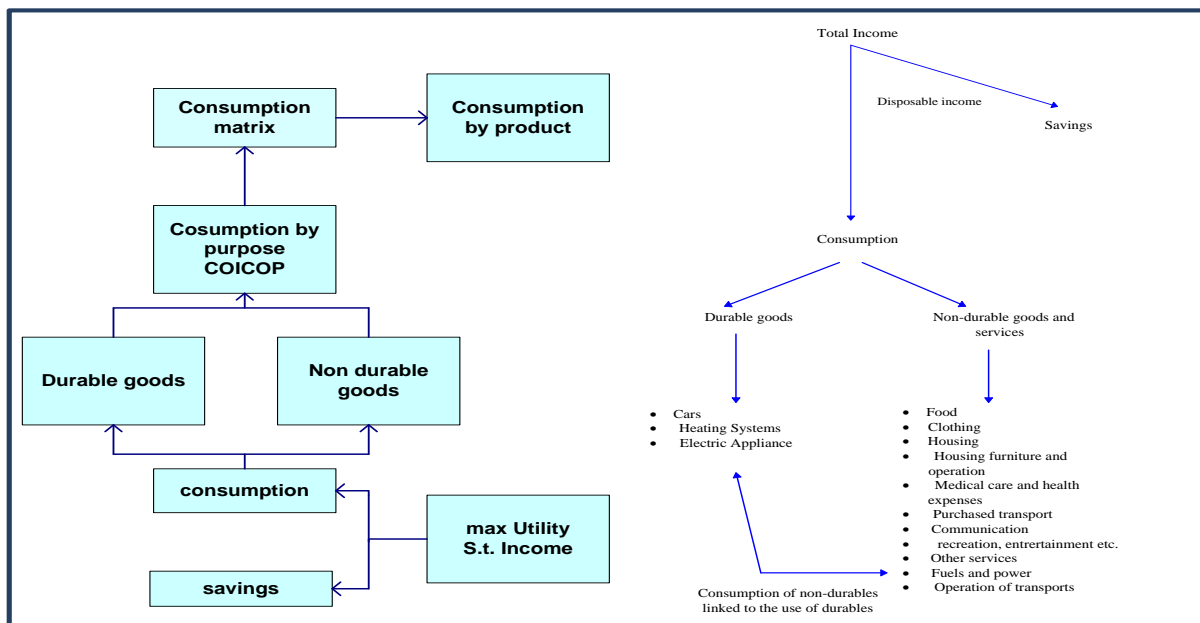 Consumption
matrix
Consumption
by product
Cosumption by
purpose
COICOP
Durable goods
Non durable
goods
consumption
max Utility
S.t. Income
savings
Total Income
Disposable income
Savings
Consumption
Durable goods
Non-durable goods and
services
• Cars
• Heating Systems
• Electric Appliance
• Food
• Clothing
• Housing
• Housing furniture and
operation
• Medical care and health
expenses
• Purchased transport
• Communication
• recreation, entrertainment etc.
• Other services
• Fuels and power
• Operation of transports
Consumption of non-durables
linked to the use of durables